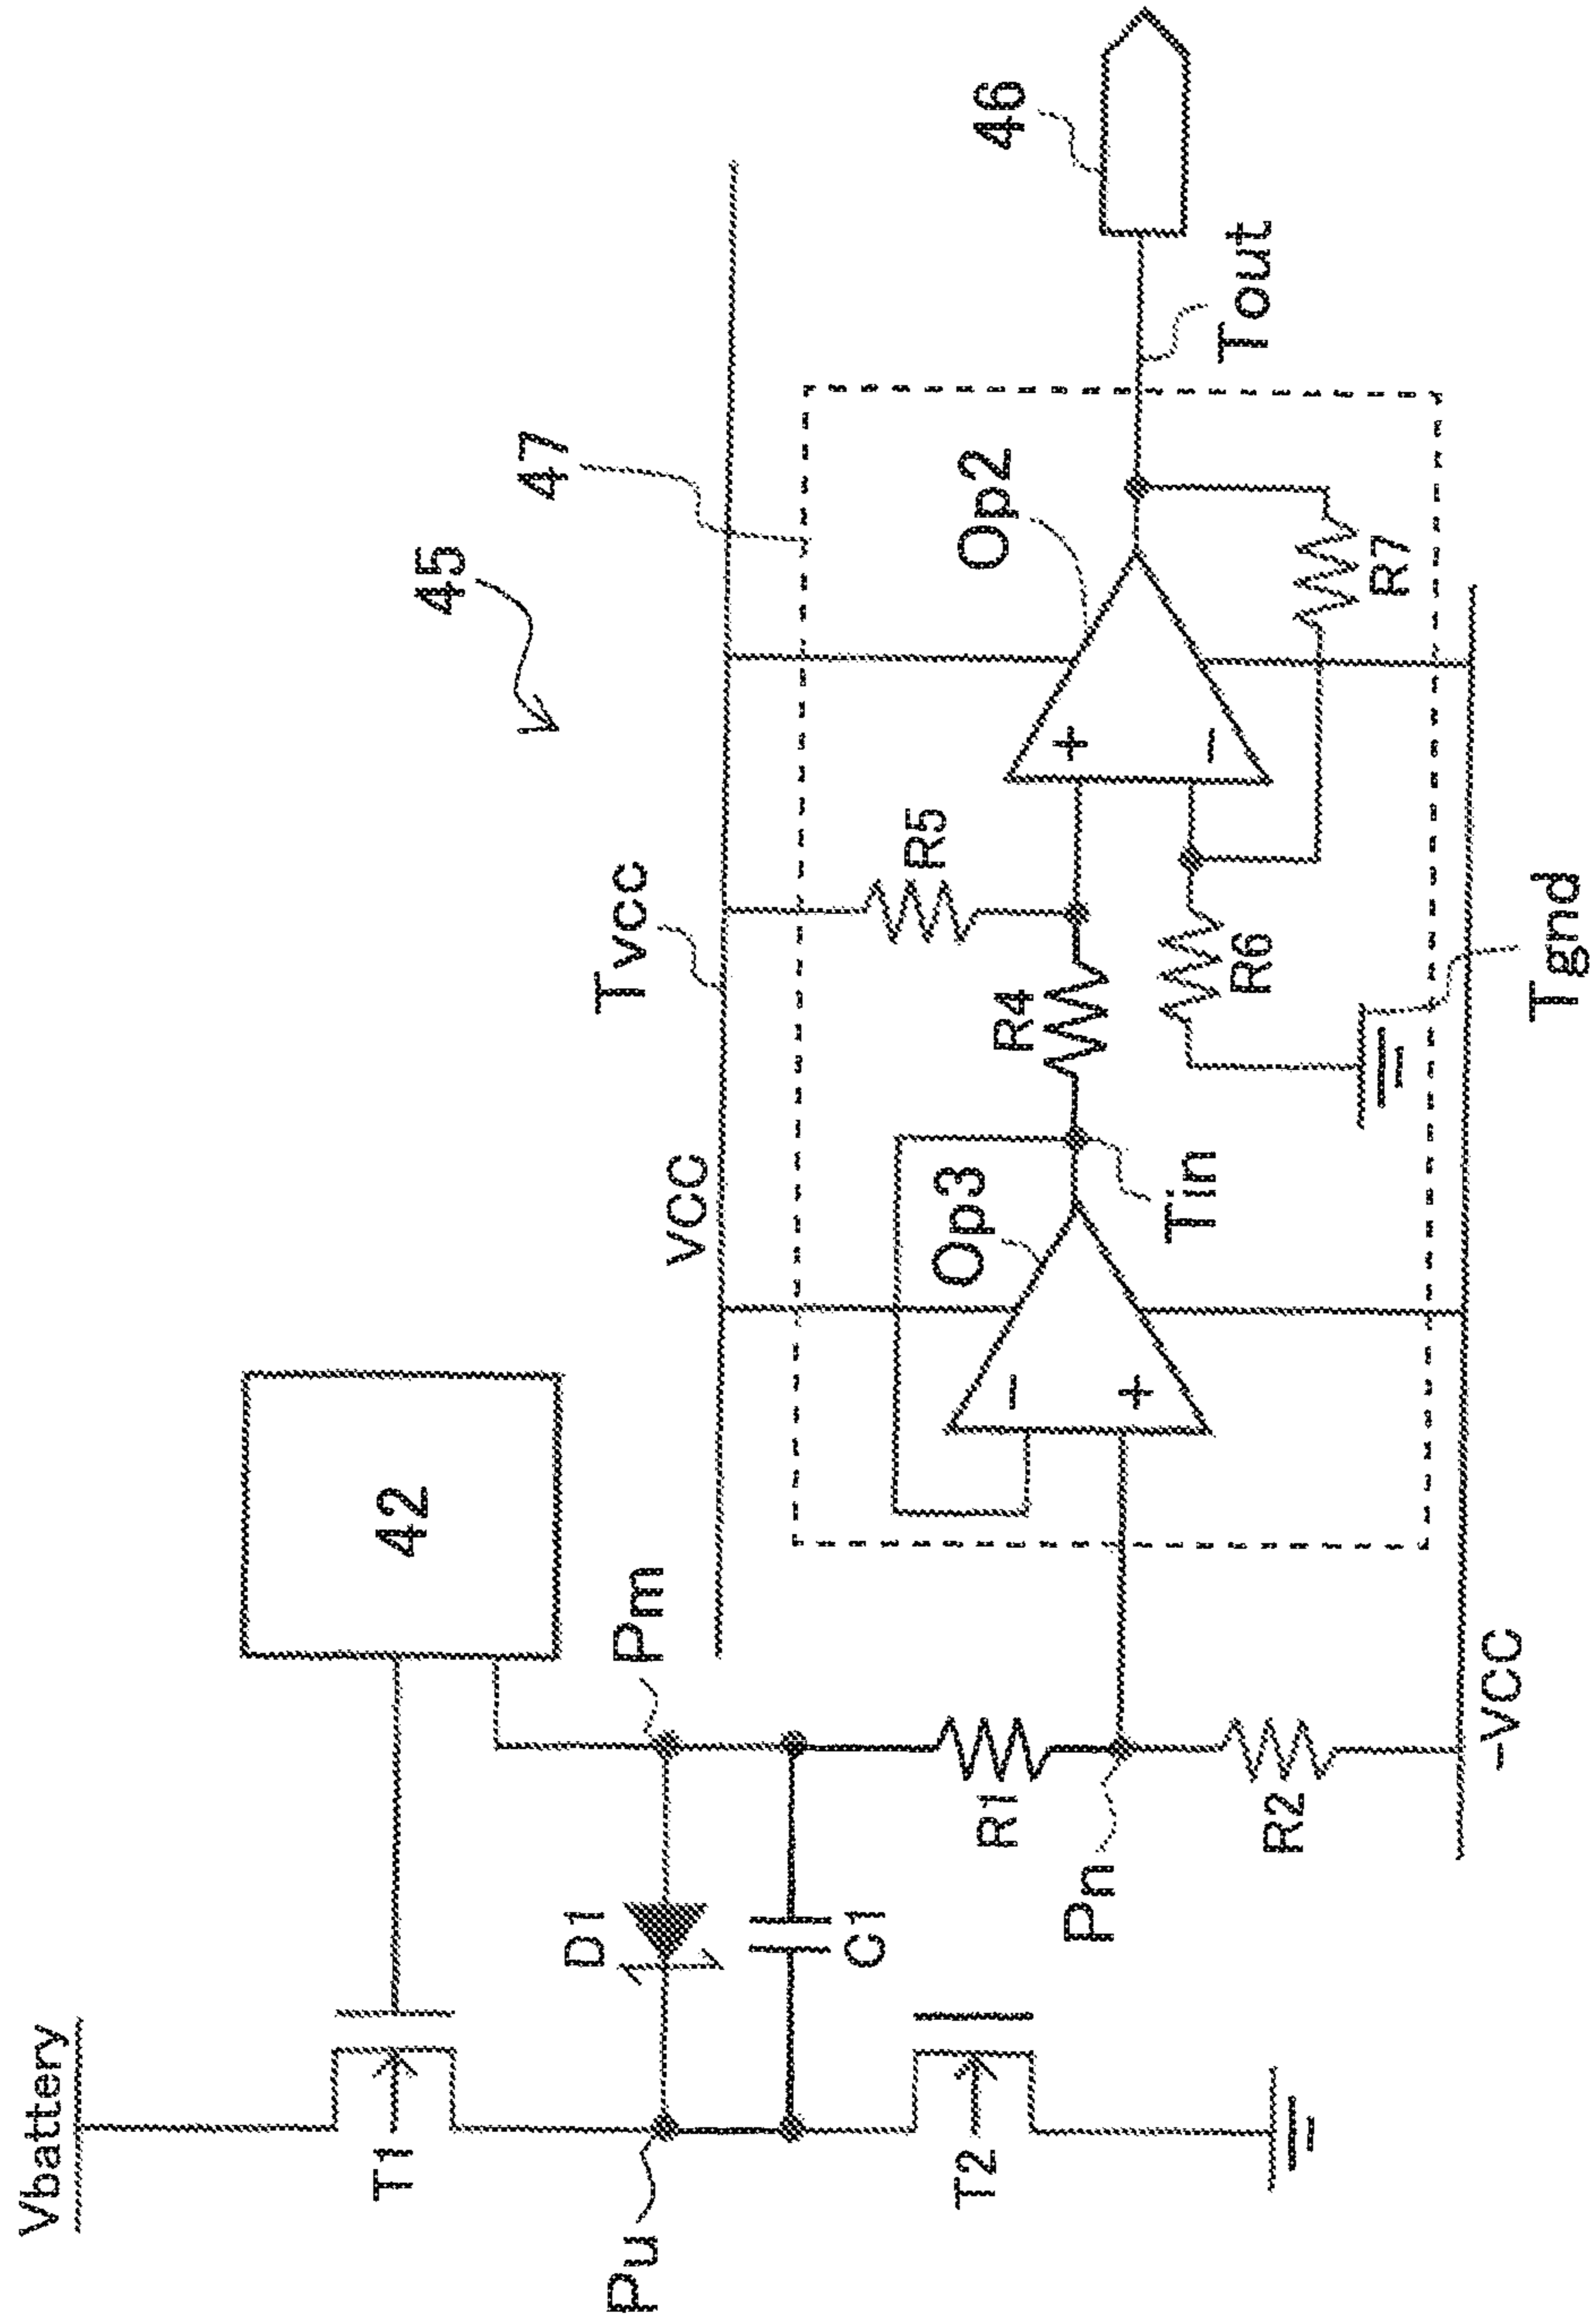 Vbattery
T1
Pu
T2
42
D1
C1
Pm
R1
Pn
R2
-VCC
VCC
Tvcc
45
47
Op3
Tin
R4
R5
R6
Tgnd
Op2
R7
Tout
46
-
+
+
-